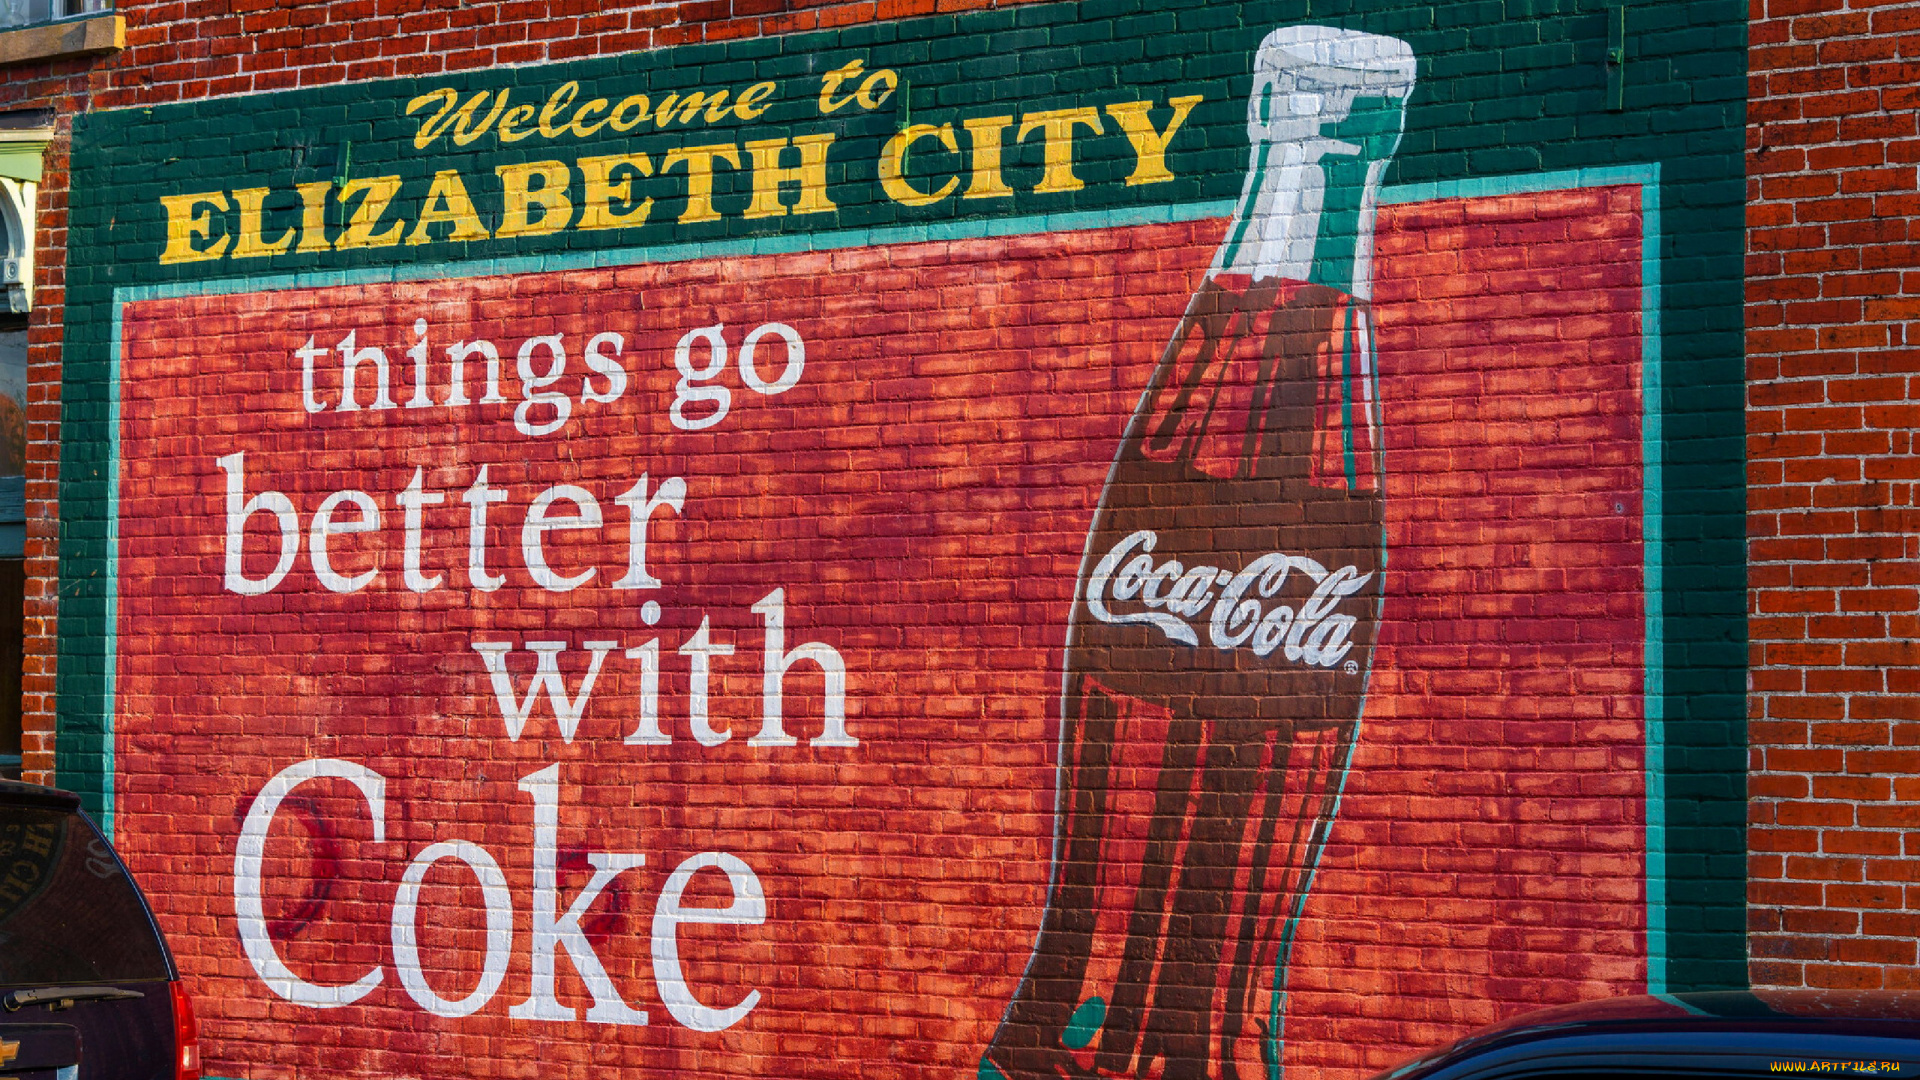 Welcome to
ELIZABETH CITY
things go
better
with
Coke
Coca-Cola
®
www.ARTFILE.RU